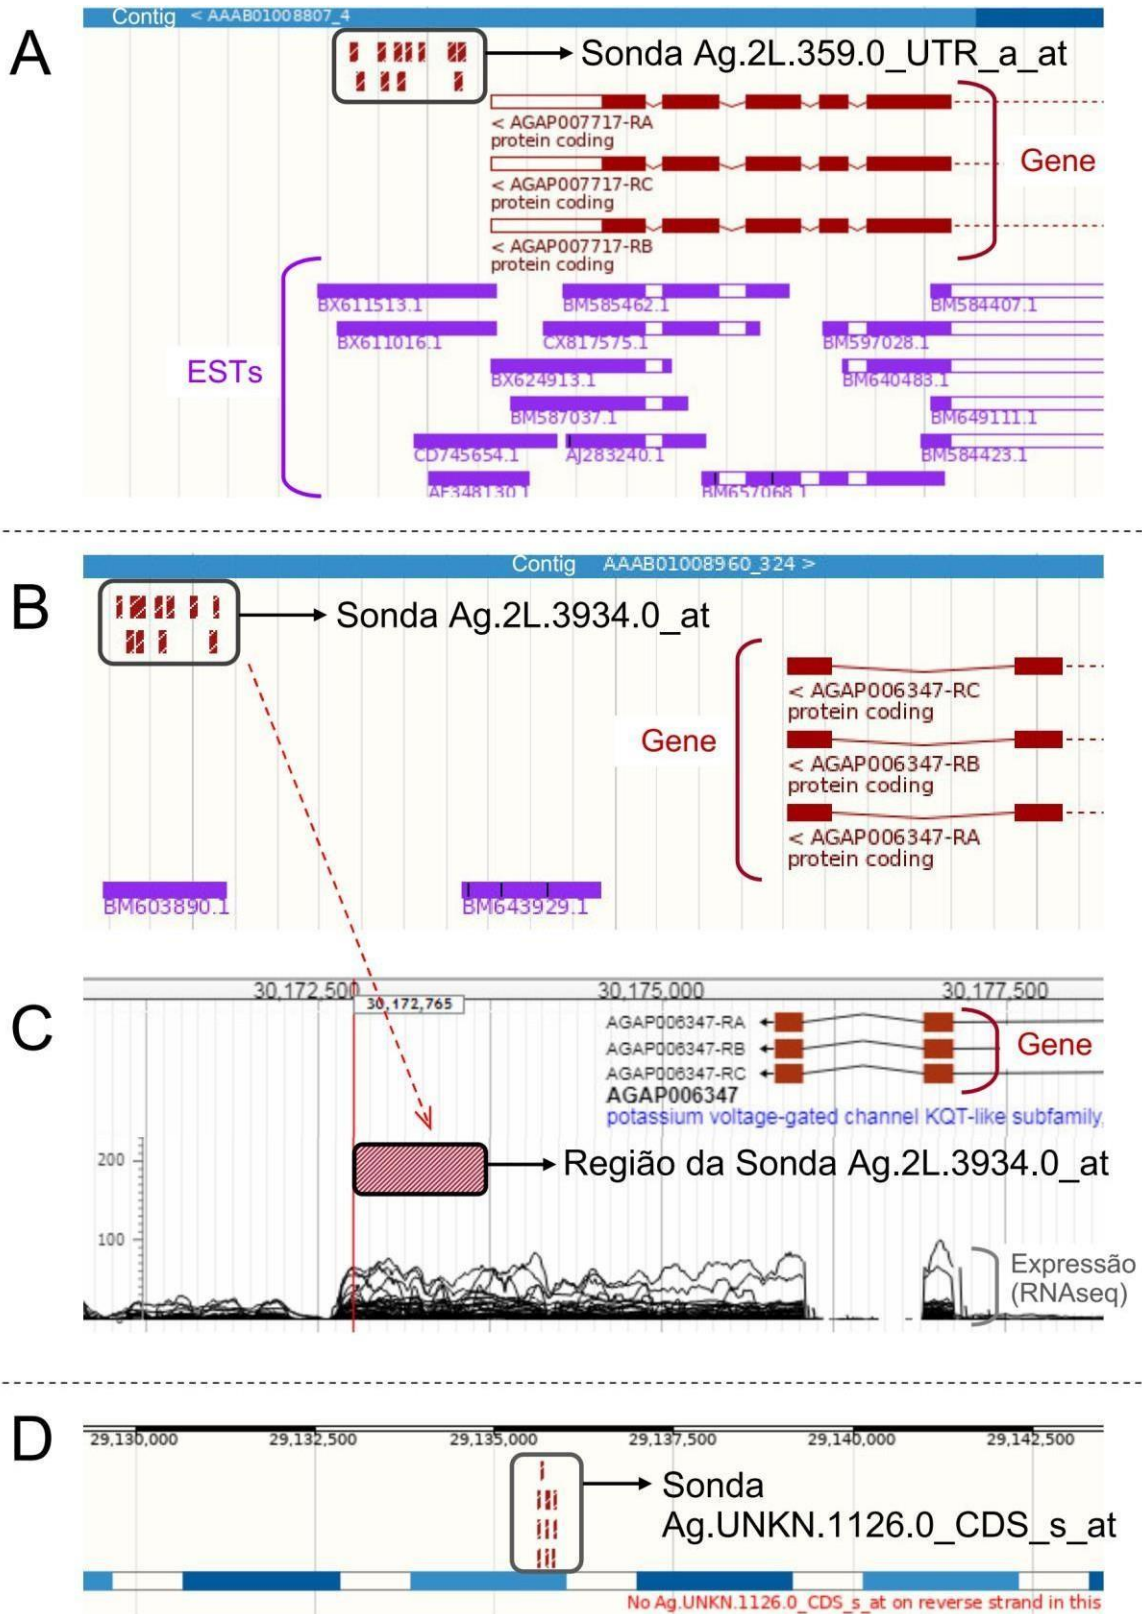 A
Contig < AAAB01008807_4
Sonda Ag.2L.359.0_UTR_a_at
< AGAP007717-RA
protein coding
Gene
< AGAP007717-RC
protein coding
< AGAP007717-RB
protein coding
ESTs
BX611513.1
BM585462.1
BM584407.1
BX611016.1
CX817575.1
BM597028.1
BX624913.1
BM640483.1
BM587037.1
BM649111.1
CD745654.1
AJ283240.1
BM584423.1
AF348130.1
BM657068.1
B
Contig AAAB01008960_324 >
Sonda Ag.2L.3934.0_at
Gene
< AGAP006347-RC
protein coding
< AGAP006347-RB
protein coding
< AGAP006347-RA
protein coding
BM603890.1
BM643929.1
C
30,172,500
30,172,765
30,175,000
30,177,500
AGAP006347-RA
AGAP006347-RB
AGAP006347-RC
Gene
AGAP006347
potassium voltage-gated channel KQT-like subfamily,
Região da Sonda Ag.2L.3934.0_at
200
100
Expressão
(RNAseq)
D
29,130,000
29,132,500
29,135,000
29,137,500
29,140,000
29,142,500
Sonda
Ag.UNKN.1126.0_CDS_s_at
No Ag.UNKN.1126.0_CDS_s_at on reverse strand in this